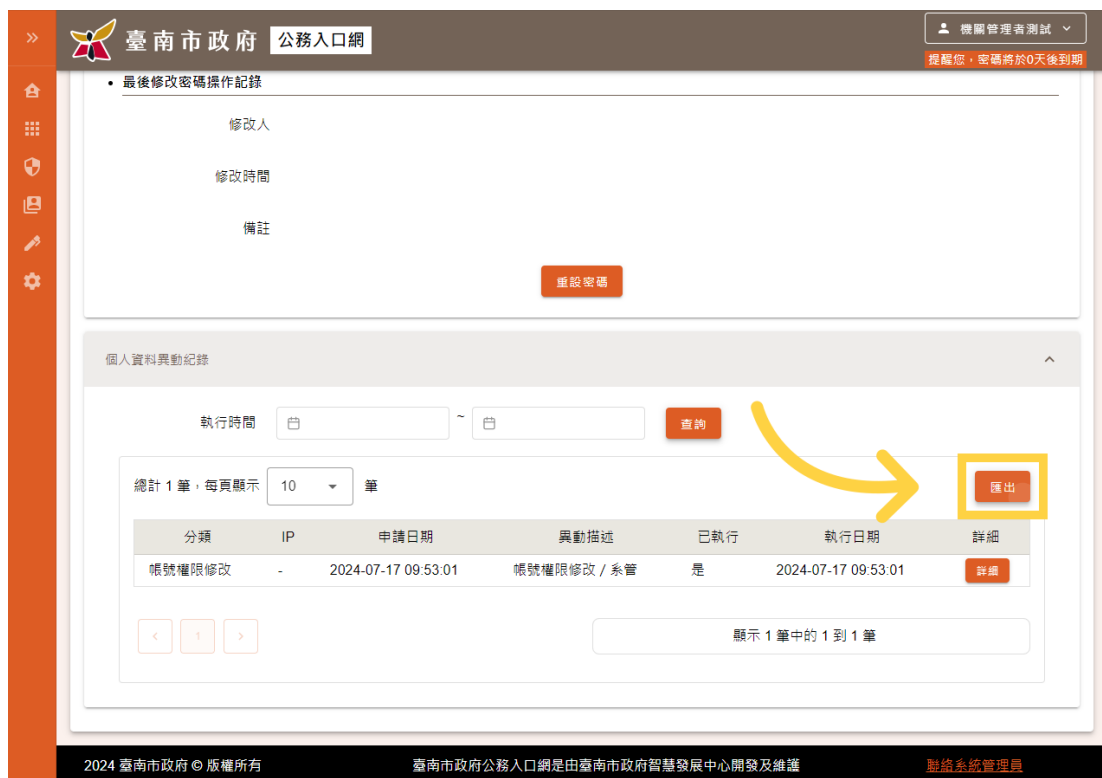 臺南市政府 公務入口網
機關管理者測試
提醒您，密碼將於0天後到期
最後修改密碼操作記錄
修改人
修改時間
備註
重設密碼
個人資料異動紀錄
執行時間 ~ 查詢
總計 1 筆，每頁顯示 10 筆
匯出
分類 IP 申請日期 異動描述 已執行 執行日期 詳細
帳號權限修改 - 2024-07-17 09:53:01 帳號權限修改 / 系管 是 2024-07-17 09:53:01 詳細
< 1 >
顯示 1 筆中的 1 到 1 筆
2024 臺南市政府 © 版權所有 臺南市政府公務入口網是由臺南市政府智慧發展中心開發及維護 聯絡系統管理員